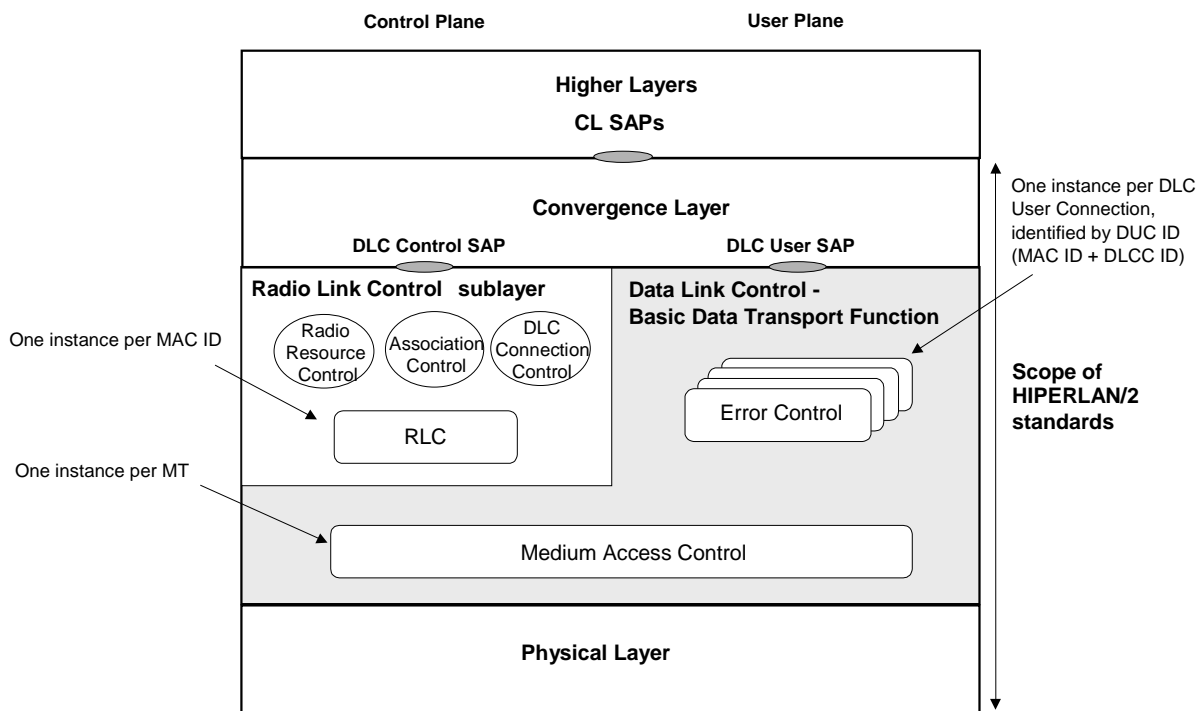 Control Plane
User Plane
Higher Layers
CL SAPs
One instance per DLC
User Connection,
identified by DUC ID
(MAC ID + DLCC ID)
Convergence Layer
DLC Control SAP
DLC User SAP
Radio Link Control sublayer
Data Link Control -
Basic Data Transport Function
One instance per MAC ID
Radio
Resource
Control
Association
Control
DLC
Connection
Control
Scope of
HIPERLAN/2
standards
Error Control
RLC
One instance per MT
Medium Access Control
Physical Layer